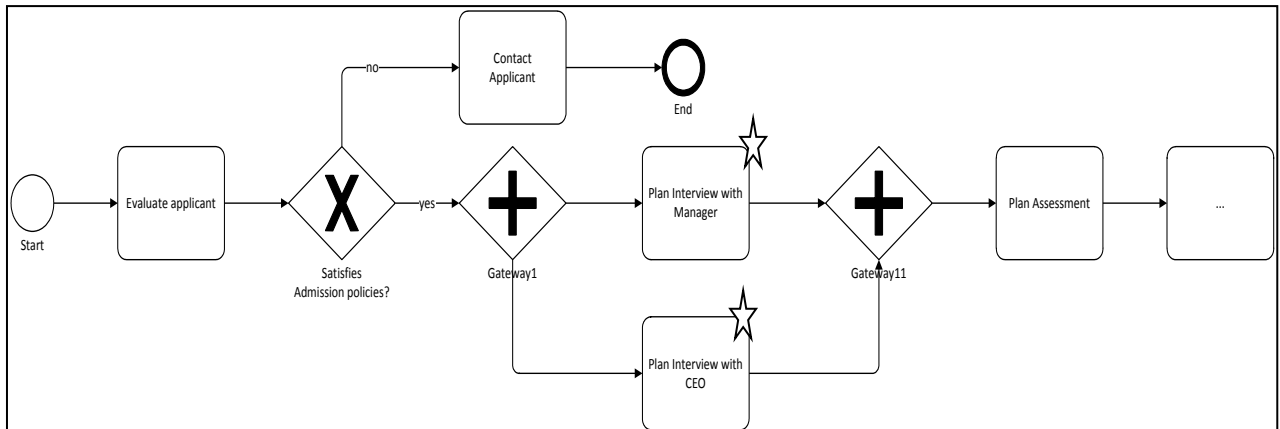 no
Contact
Applicant
End
Start
Evaluate applicant
X
Satisfies
Admission policies?
yes
Gateway1
Plan Interview with
Manager
Plan Interview with
CEO
Gateway11
Plan Assessment
...